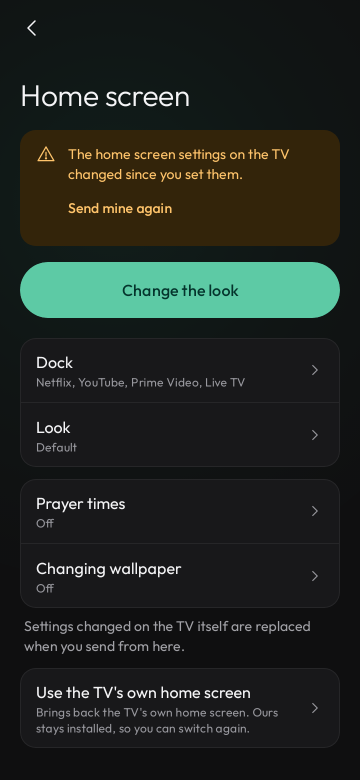 Home screen
The home screen settings on the TV
changed since you set them.
Send mine again
Change the look
Dock
Netflix, YouTube, Prime Video, Live TV
Look
Default
Prayer times
Off
Changing wallpaper
Off
Settings changed on the TV itself are replaced
when you send from here.
Use the TV's own home screen
Brings back the TV's own home screen. Ours
stays installed, so you can switch again.